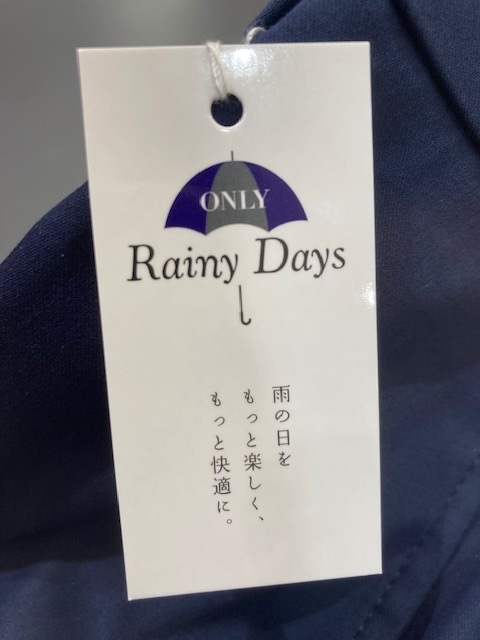 ONLY
Rainy Days
雨の日を
もっと楽しく、
もっと快適に。